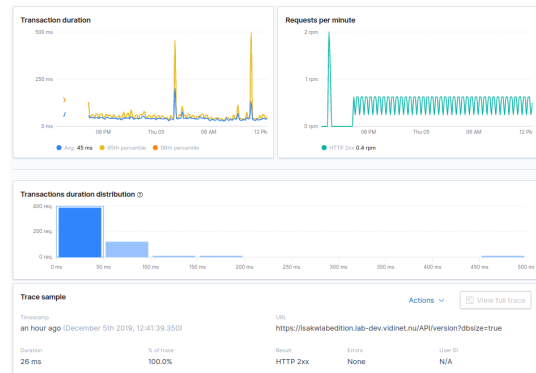 Transaction duration
500 ms
250 ms
0 ms
06 PM Thu 05 06 AM 12 PM
Avg. 45 ms 95th percentile 99th percentile
Requests per minute
2 rpm
1 rpm
0 rpm
06 PM Thu 05 06 AM 12 PM
HTTP 2xx 0.4 rpm
Transactions duration distribution
400 req.
200 req.
0 req.
0 ms 50 ms 100 ms 150 ms 200 ms 250 ms 300 ms 350 ms 400 ms 450 ms 500 ms
Trace sample
Actions
View full trace
Timestamp
an hour ago (December 5th 2019, 12:41:39.350)
URL
https://isakwlabedition.lab-dev.vidinet.nu/API/version?dbsize=true
Duration
26 ms
% of trace
100.0%
Result
HTTP 2xx
Errors
None
User ID
N/A